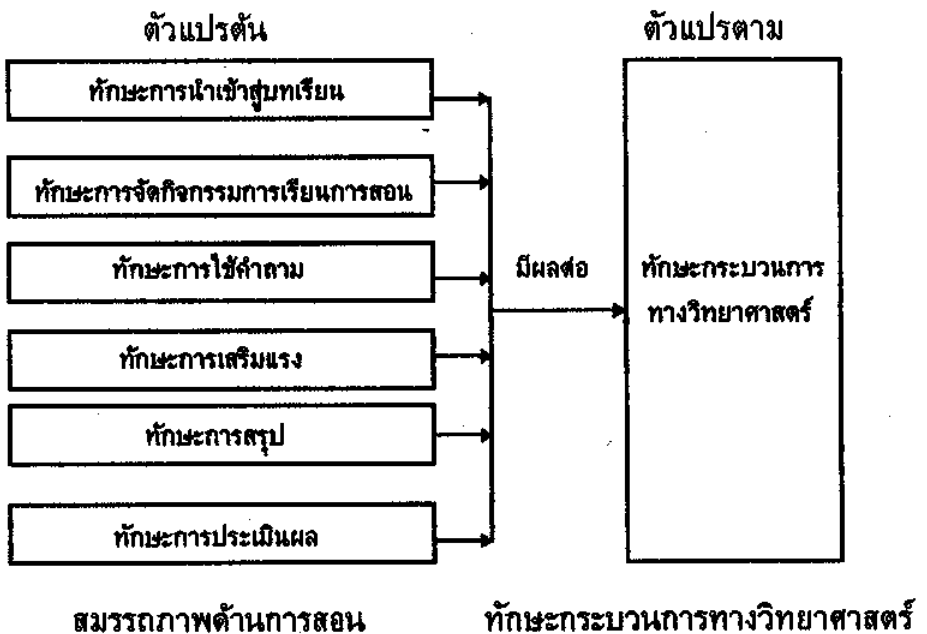 ตัวแปรต้น
ตัวแปรตาม
ทักษะการนำเข้าสู่บทเรียน
ทักษะการจัดกิจกรรมการเรียนการสอน
ทักษะการใช้คำถาม
ทักษะการเสริมแรง
ทักษะการสรุป
ทักษะการประเมินผล
มีผลต่อ
ทักษะกระบวนการ
ทางวิทยาศาสตร์
สมรรถภาพด้านการสอน
ทักษะกระบวนการทางวิทยาศาสตร์